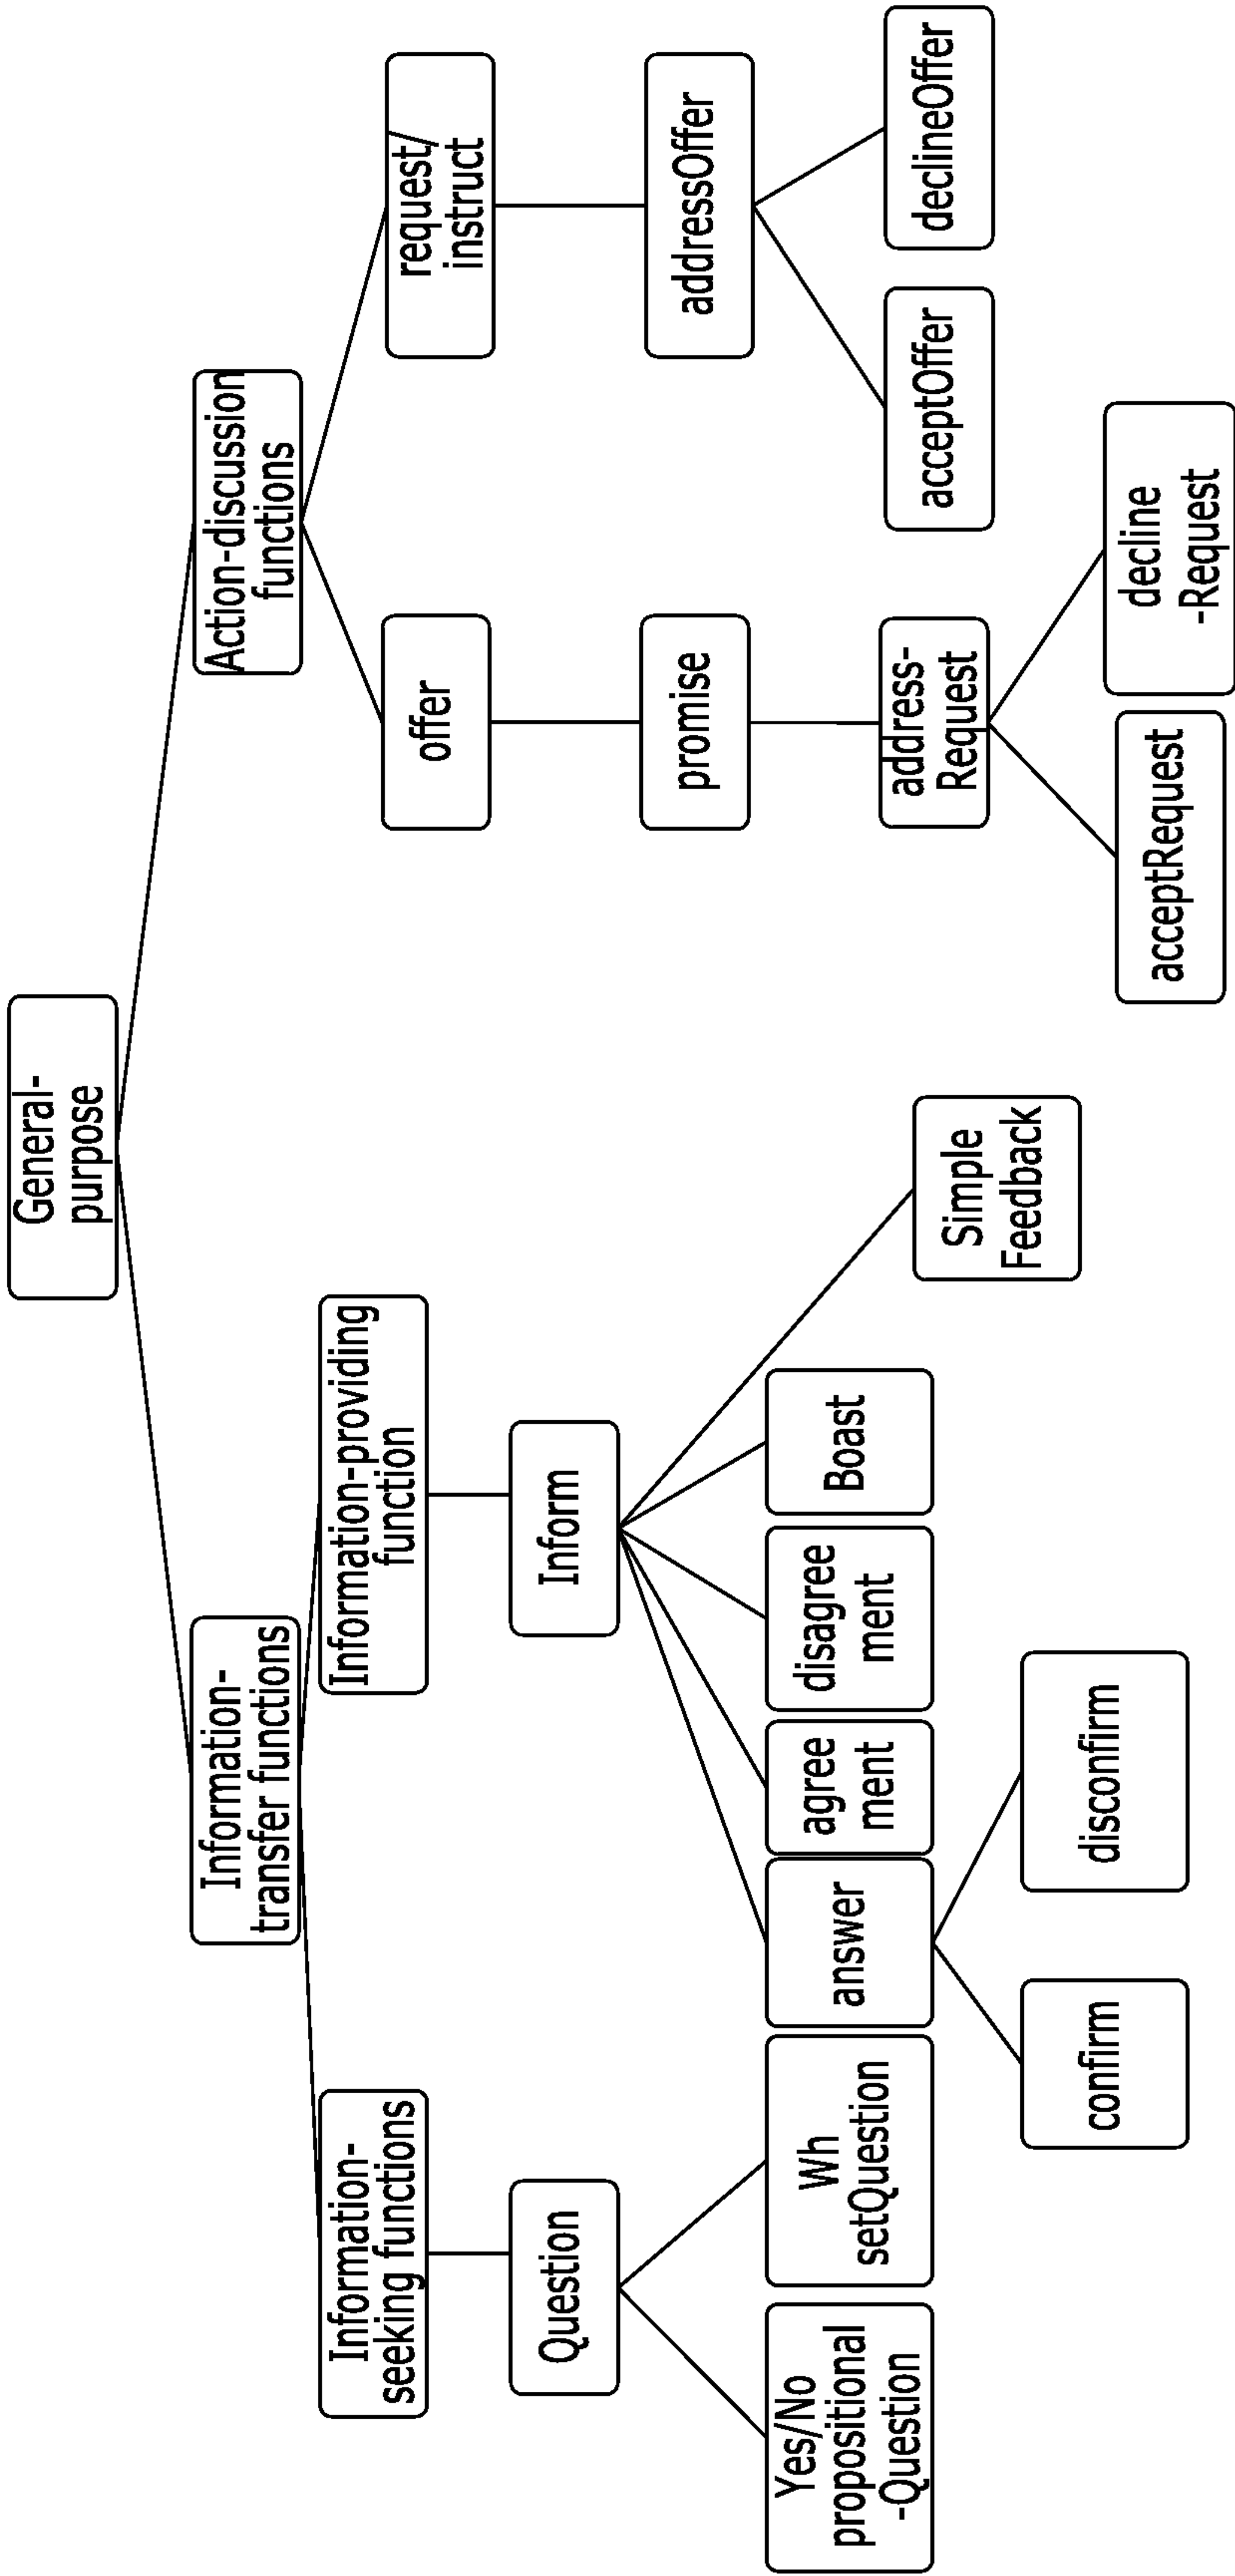 General-
purpose
Information-
transfer functions
Action-discussion
functions
Information-
seeking functions
Information-providing
function
offer
request/
instruct
Question
Inform
promise
addressOffer
Yes/No
propositional
-Question
Wh
setQuestion
answer
agree
ment
disagree
ment
Boast
Simple
Feedback
address-
Request
acceptOffer
declineOffer
confirm
disconfirm
acceptRequest
decline
-Request